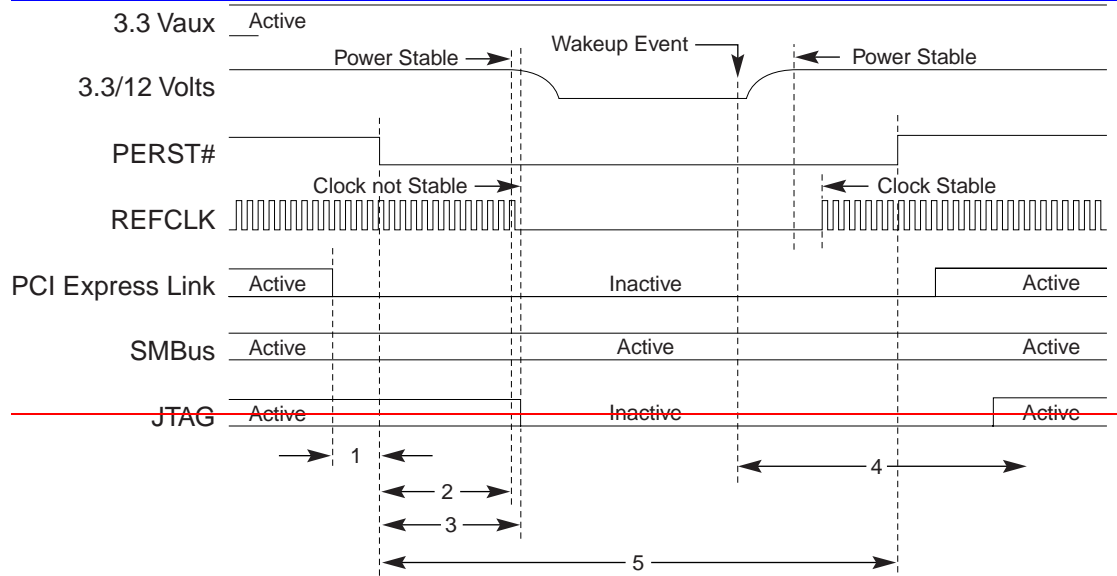 3.3 Vaux Active
Power Stable
Wakeup Event
Power Stable
3.3/12 Volts
PERST#
Clock not Stable
Clock Stable
REFCLK
PCI Express Link Active Inactive Active
SMBus Active Active Active
JTAG Active Inactive Active
1
4
2
3
5